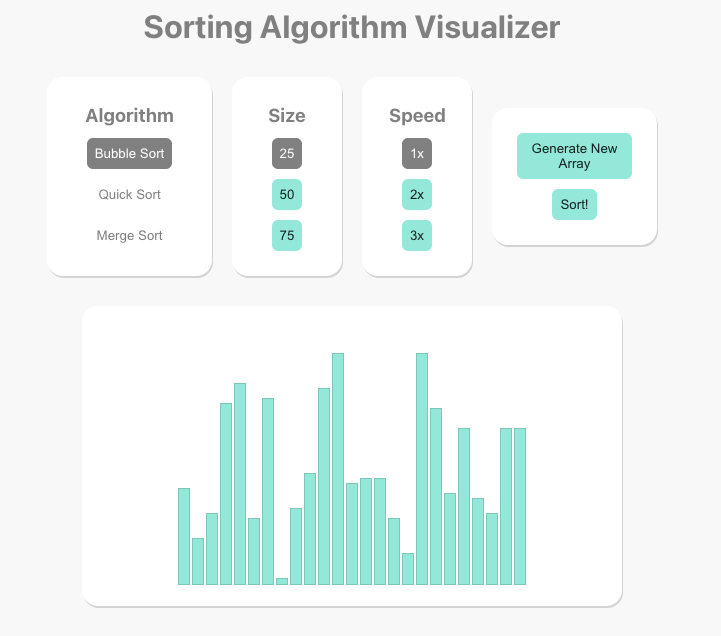 Sorting Algorithm Visualizer
Algorithm
Bubble Sort
Quick Sort
Merge Sort
Size
25
50
75
Speed
1x
2x
3x
Generate New
Array
Sort!